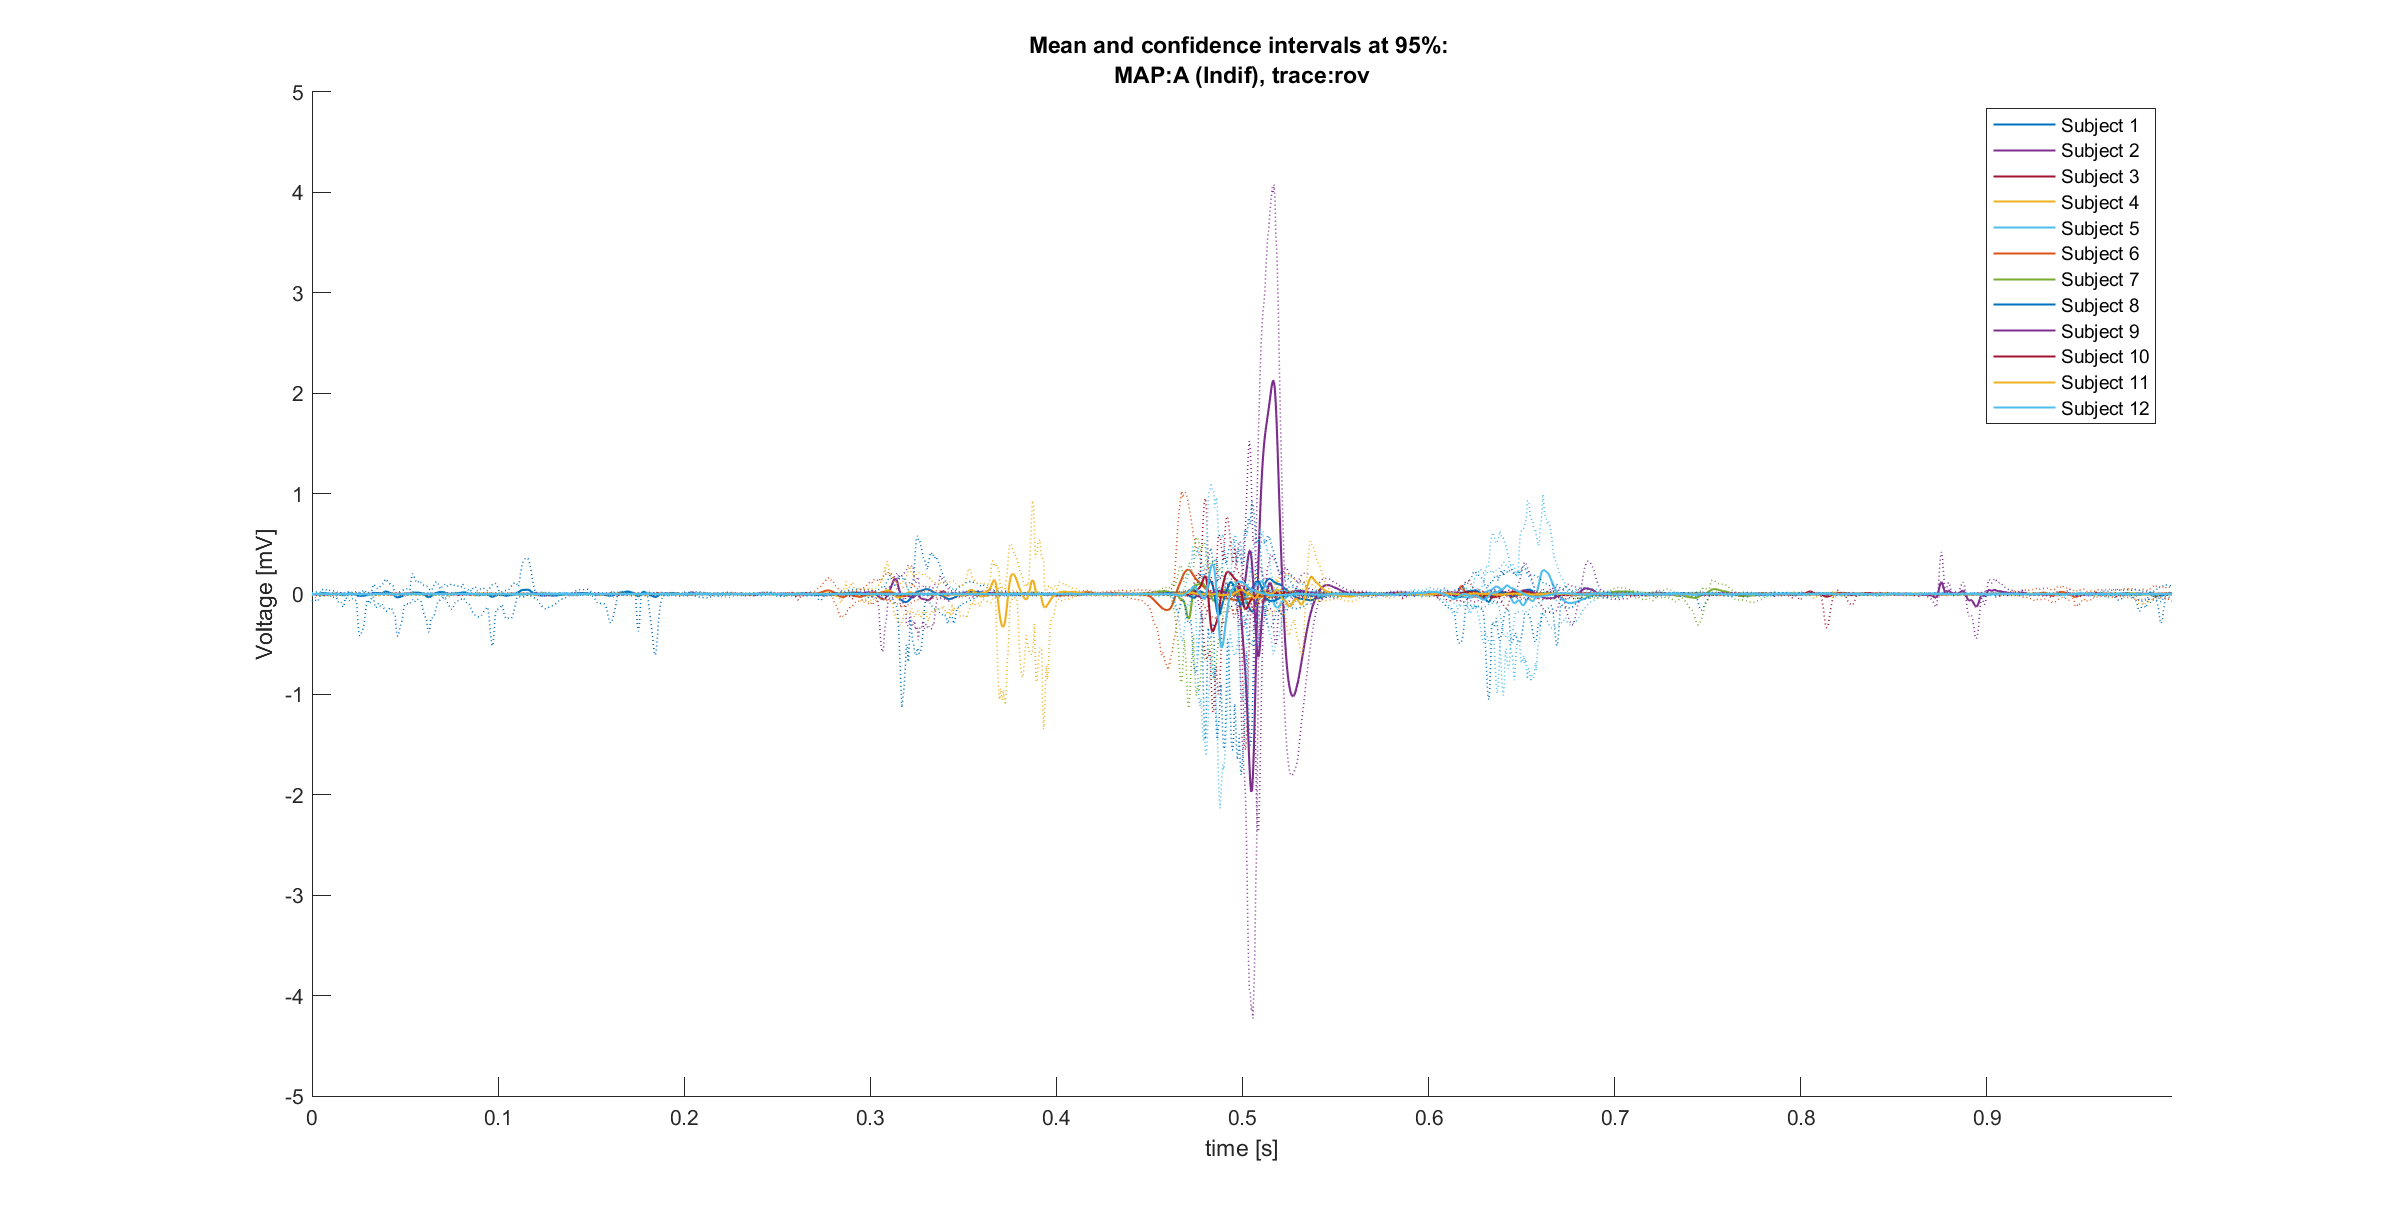 Mean and confidence intervals at 95%:
MAP:A (Indif), trace:rov
5
4
3
2
1
0
-1
-2
-3
-4
-5
Voltage [mV]
0
0.1
0.2
0.3
0.4
0.5
0.6
0.7
0.8
0.9
time [s]
Subject 1
Subject 2
Subject 3
Subject 4
Subject 5
Subject 6
Subject 7
Subject 8
Subject 9
Subject 10
Subject 11
Subject 12